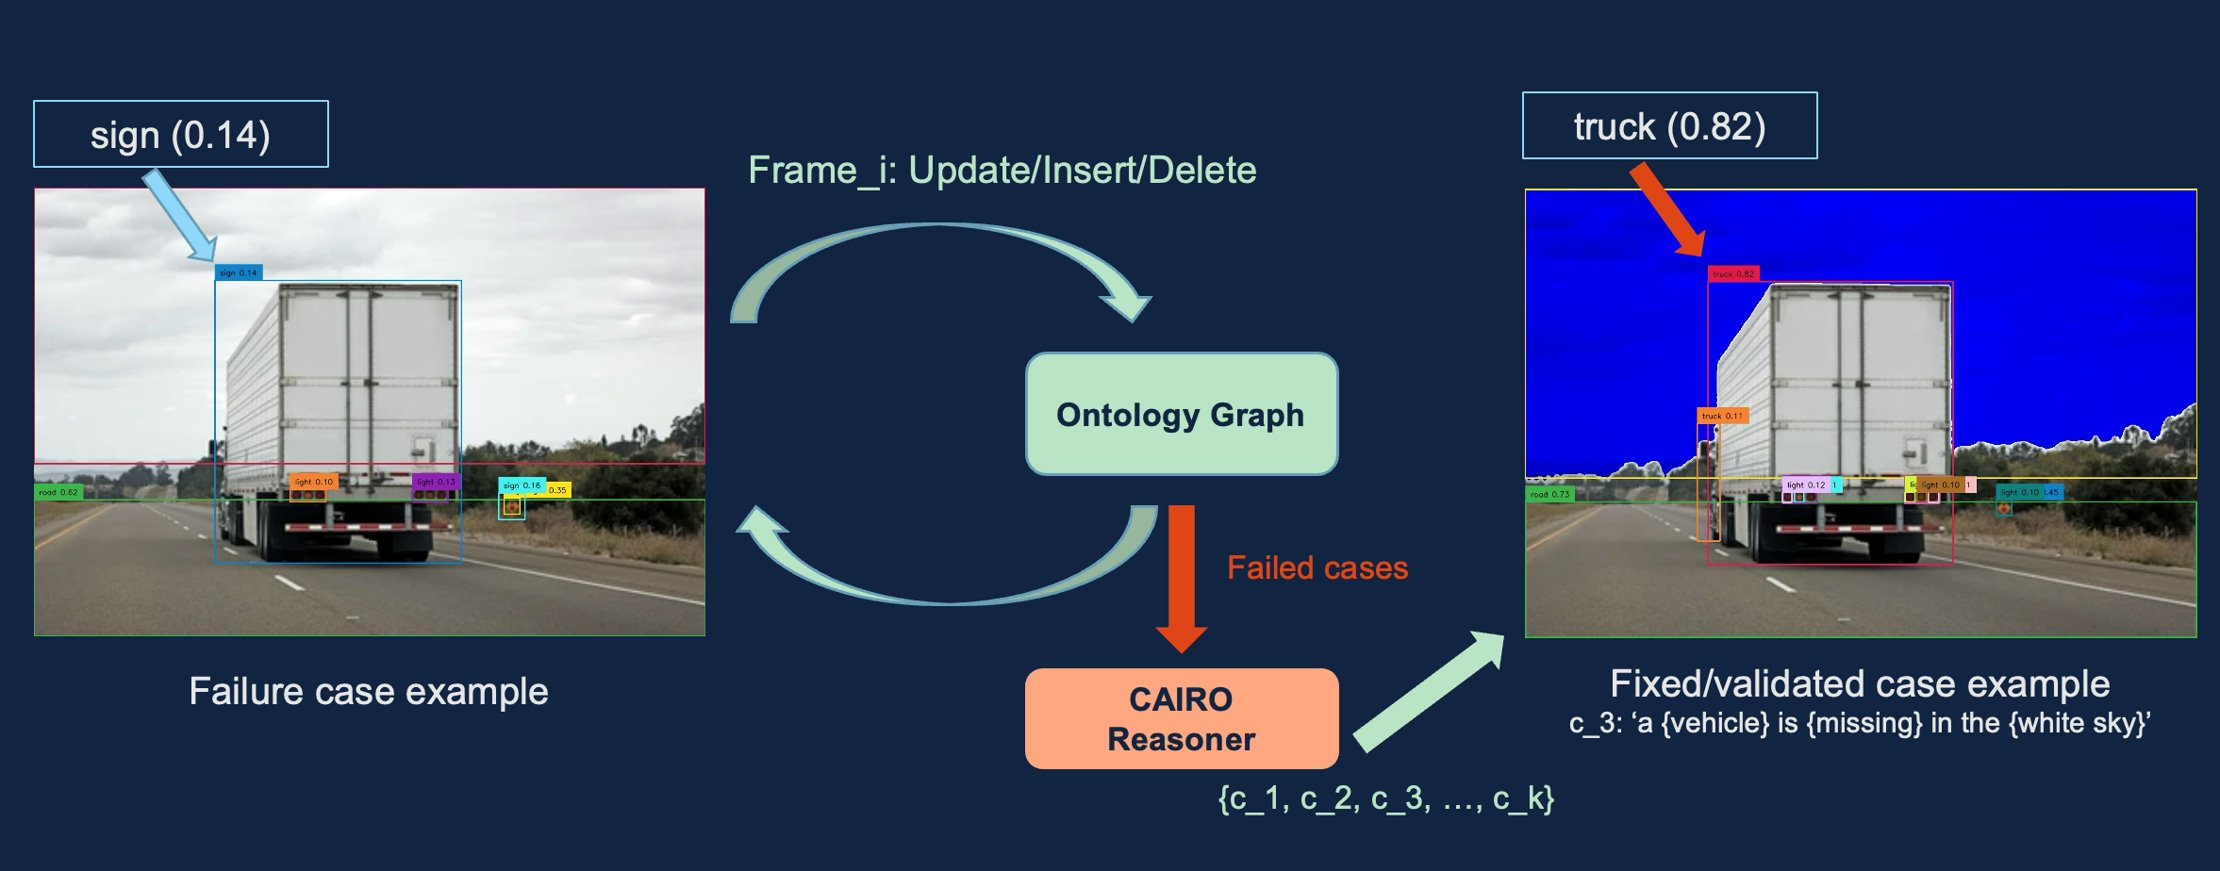 sign (0.14)
truck (0.82)
Frame_i: Update/Insert/Delete
sign 0.14
light 0.10
light 0.13
sign 0.16
0.35
road 0.62
Ontology Graph
Failed cases
CAIRO
Reasoner
{c_1, c_2, c_3, …, c_k}
truck 0.82
truck 0.11
light 0.12
1
light 0.10
1
light 0.10
road 0.73
Failure case example
Fixed/validated case example
c_3: ‘a {vehicle} is {missing} in the {white sky}’